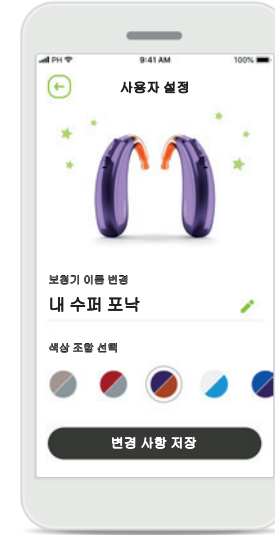 PH 9:41 AM 100%
사용자 설정
보청기 이름 변경
내 수퍼 포낙
색상 조합 선택
변경 사항 저장